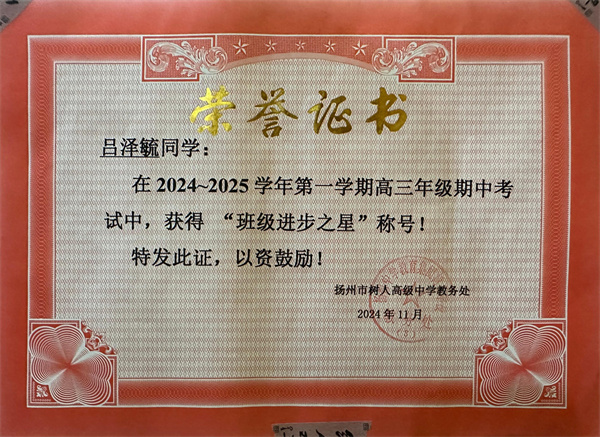 荣誉证书
吕泽毓同学：
在 2024~2025 学年第一学期高三年级期中考
试中，获得 “班级进步之星”称号！
特发此证，以资鼓励！
扬州市树人高级中学教务处
2024 年 11 月